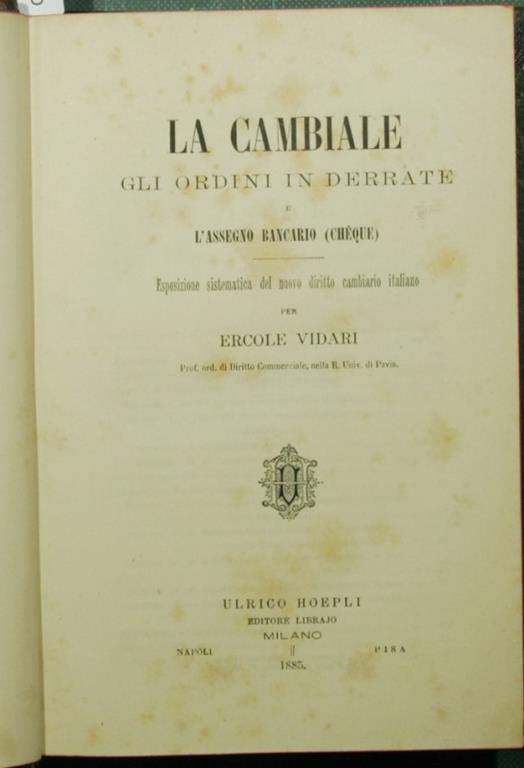 LA CAMBIALE
GLI ORDINI IN DERRATE
E
L'ASSEGNO BANCARIO (CHÈQUE)
Esposizione sistematica del nuovo diritto cambiario italiano
PER
ERCOLE VIDARI
Prof. ord. di Diritto Commerciale, nella R. Univ. di Pavia.
ULRICO HOEPLI
EDITORE LIBRAJO
MILANO
NAPOLI PISA
1885.